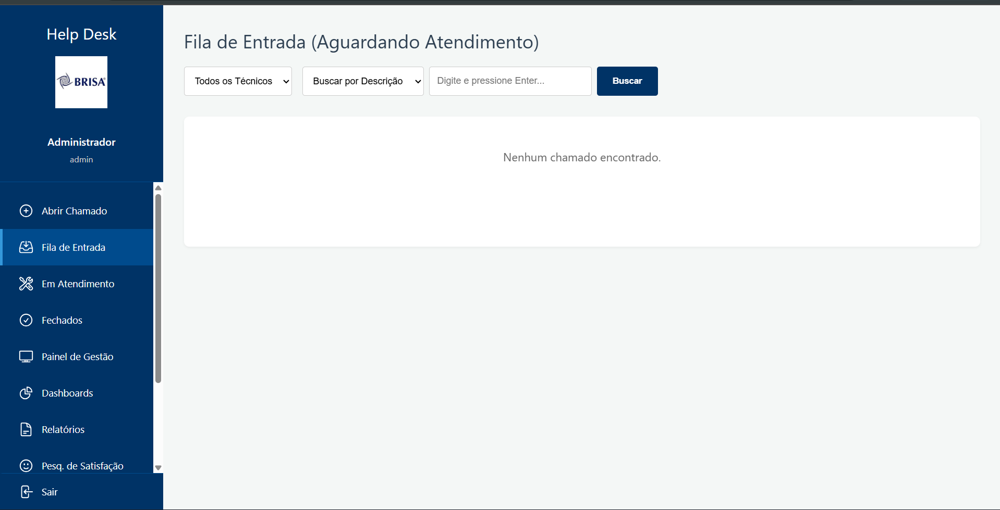 Help Desk
BRISA
Administrador
admin
Abrir Chamado
Fila de Entrada
Em Atendimento
Fechados
Painel de Gestão
Dashboards
Relatórios
Pesq. de Satisfação
Sair
Fila de Entrada (Aguardando Atendimento)
Todos os Técnicos
Buscar por Descrição
Digite e pressione Enter...
Buscar
Nenhum chamado encontrado.